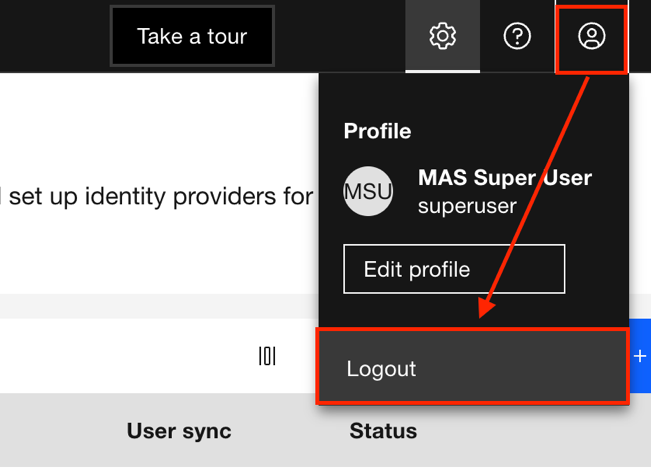 Take a tour
Profile
MSU
MAS Super User
superuser
set up identity providers for
Edit profile
Logout
User sync
Status